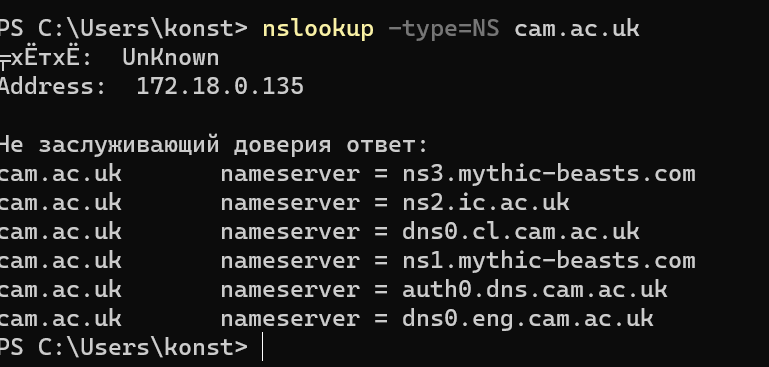 PS C:\Users\konst> nslookup -type=NS cam.ac.uk
╤хЁтхЁ:  UnKnown
Address:  172.18.0.135

Не заслуживающий доверия ответ:
cam.ac.uk       nameserver = ns3.mythic-beasts.com
cam.ac.uk       nameserver = ns2.ic.ac.uk
cam.ac.uk       nameserver = dns0.cl.cam.ac.uk
cam.ac.uk       nameserver = ns1.mythic-beasts.com
cam.ac.uk       nameserver = auth0.dns.cam.ac.uk
cam.ac.uk       nameserver = dns0.eng.cam.ac.uk
PS C:\Users\konst>